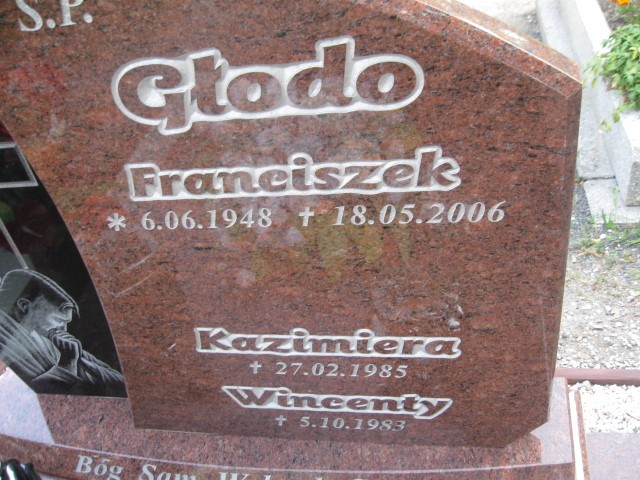 Ś.P.
Głodo
Franciszek
* 6.06.1948 † 18.05.2006
Kazimiera
† 27.02.1985
Wincenty
† 5.10.1983
Bóg Sam